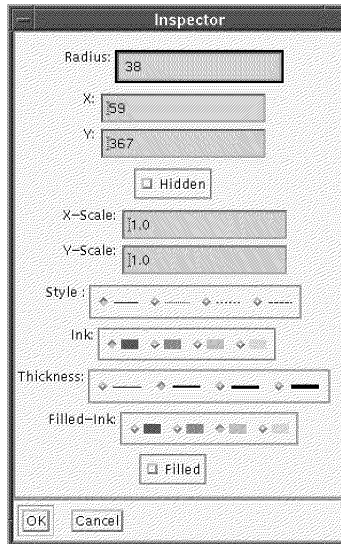 Inspector
Radius: 38
X: 59
Y: 367
Hidden
X-Scale: 1.0
Y-Scale: 1.0
Style :
Ink:
Thickness:
Filled-Ink:
Filled
OK Cancel